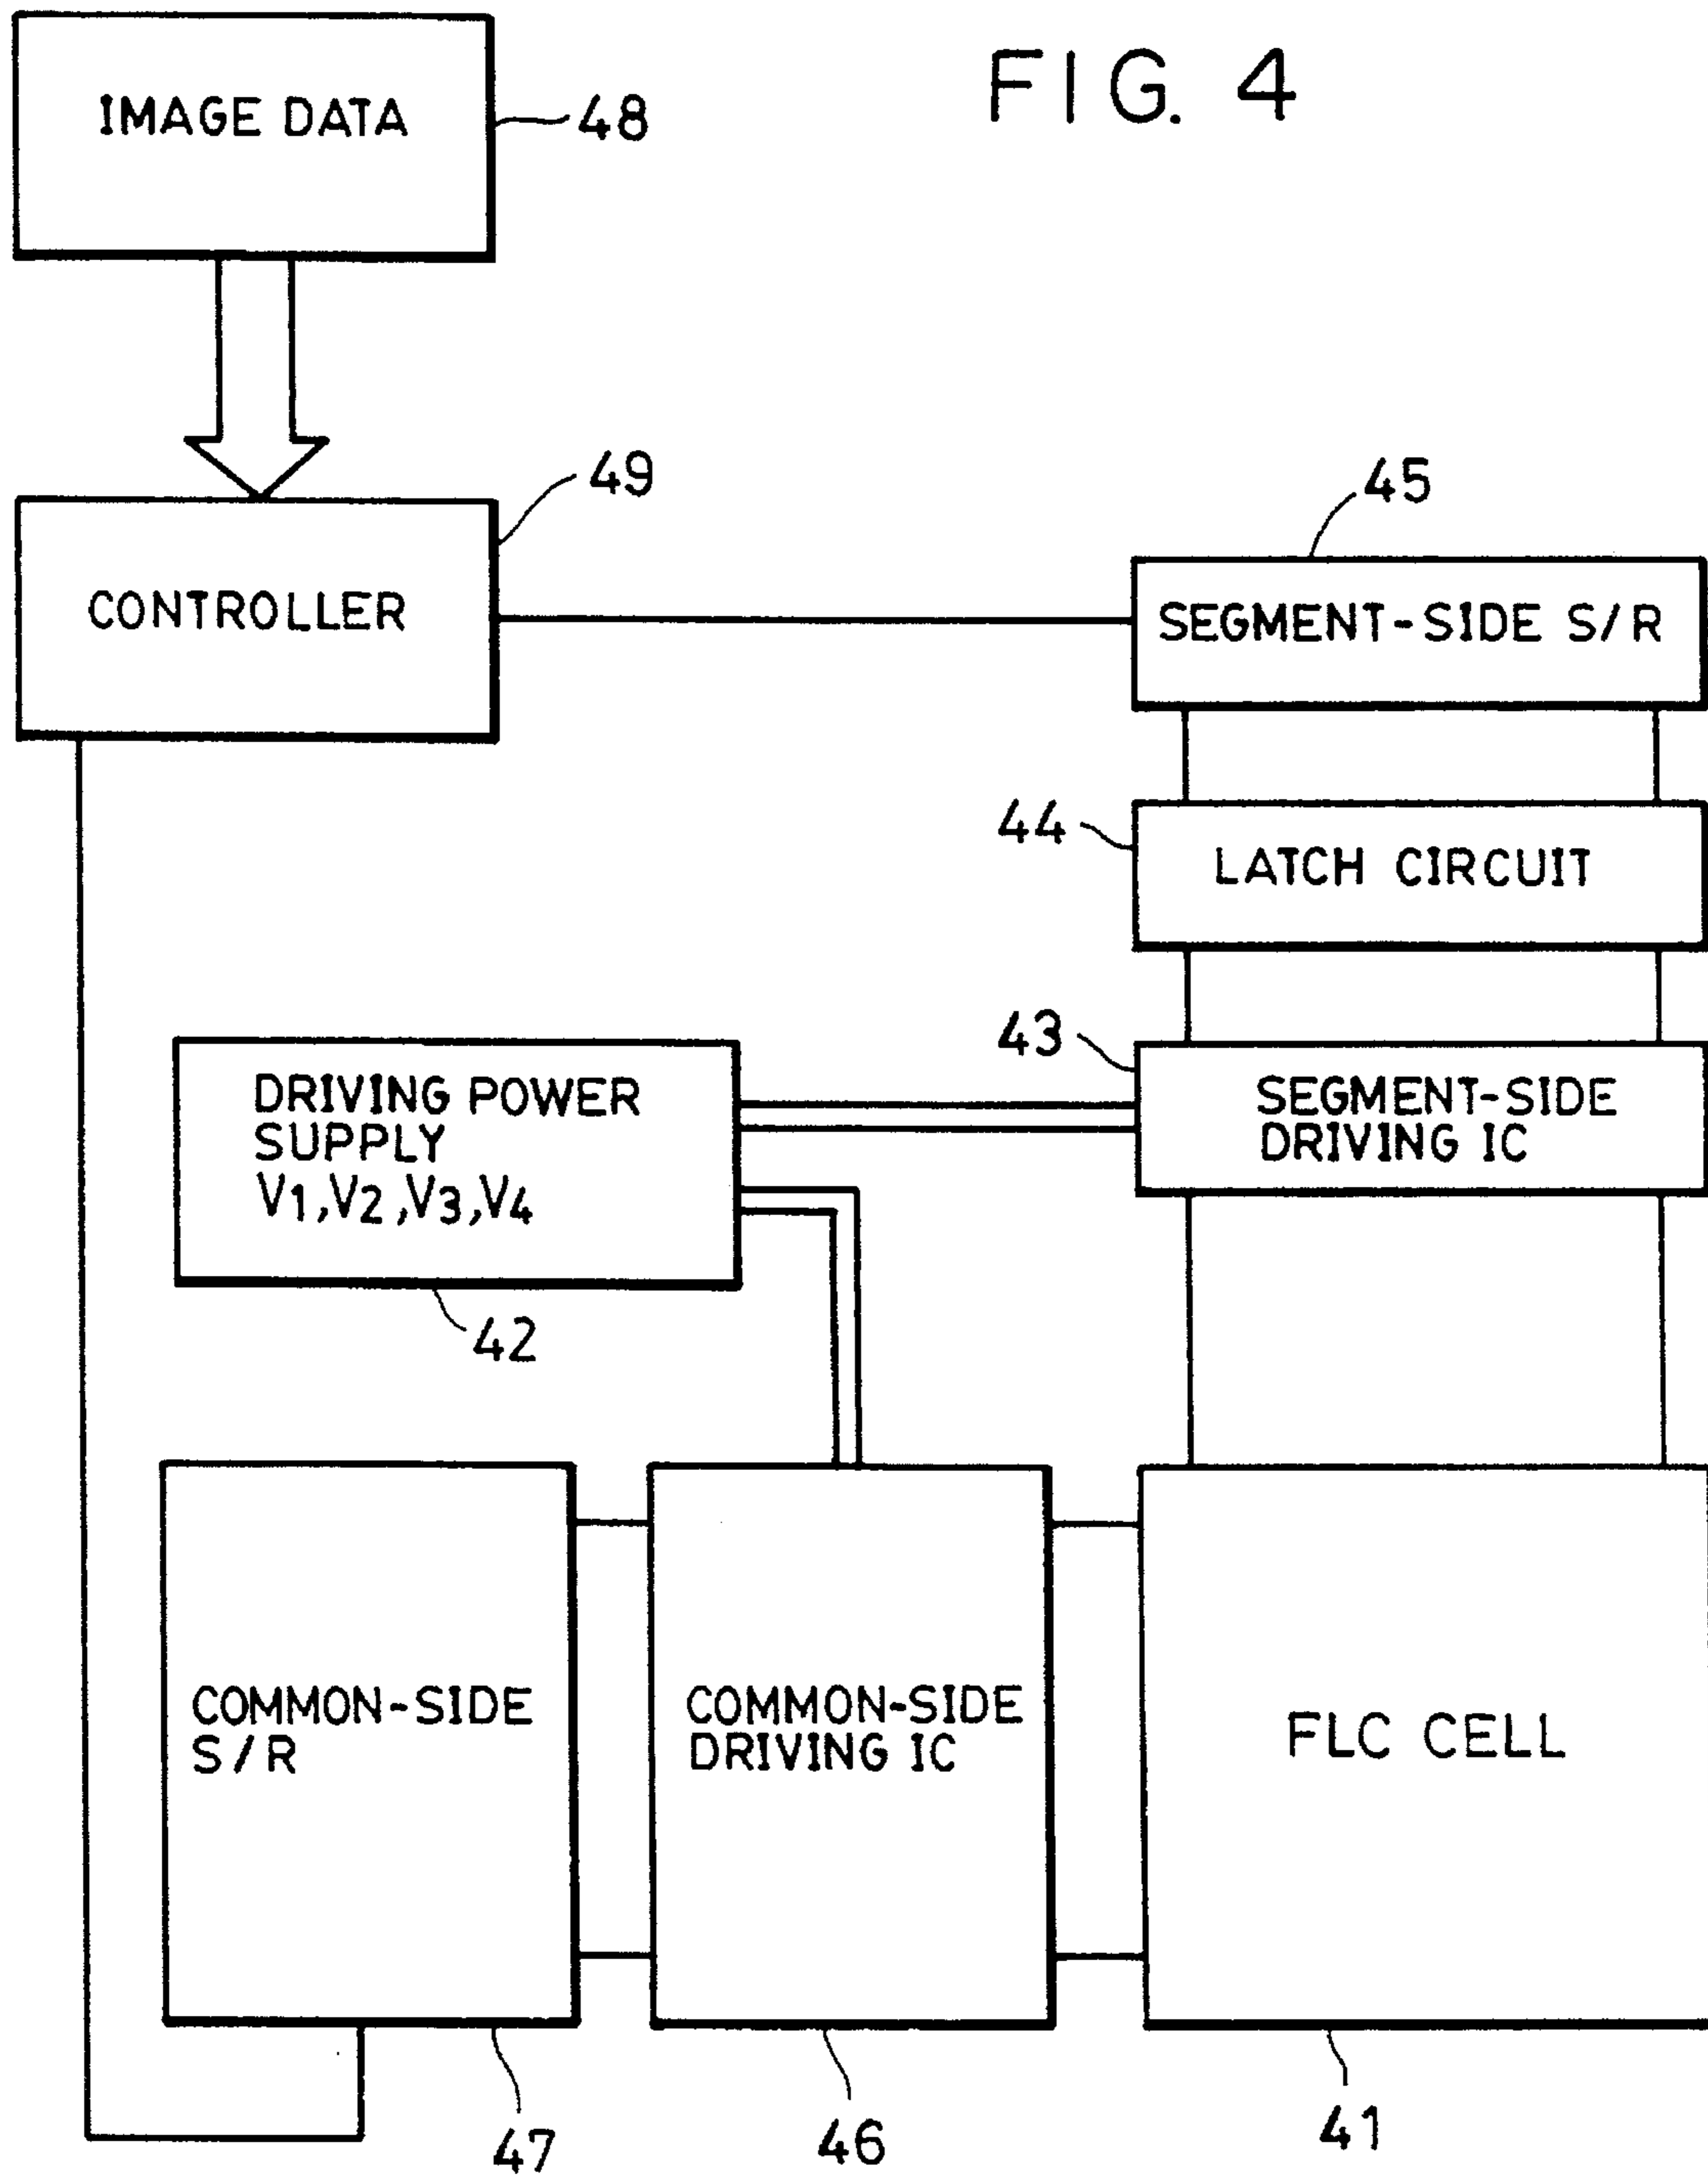 FIG. 4
IMAGE DATA
48
CONTROLLER
49
45
SEGMENT-SIDE S/R
44
LATCH CIRCUIT
43
SEGMENT-SIDE
DRIVING IC
DRIVING POWER
SUPPLY
V1,V2,V3,V4
42
COMMON-SIDE
S/R
COMMON-SIDE
DRIVING IC
FLC CELL
47
46
41